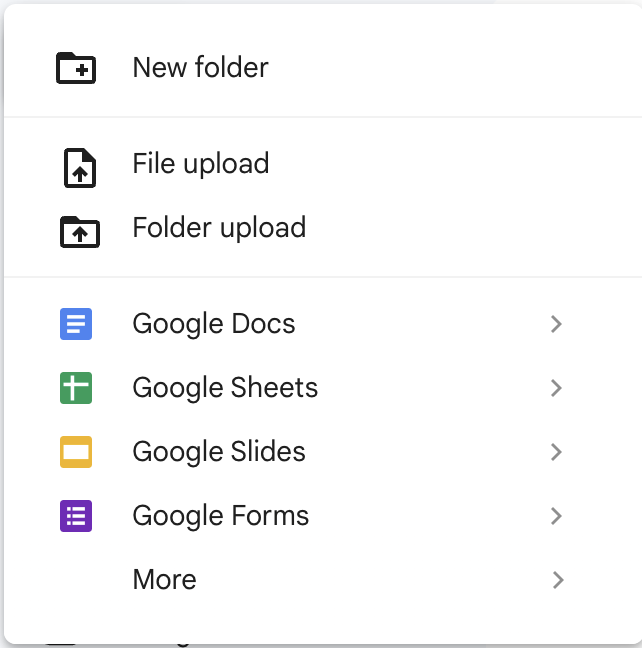 New folder
File upload
Folder upload
Google Docs
Google Sheets
Google Slides
Google Forms
More